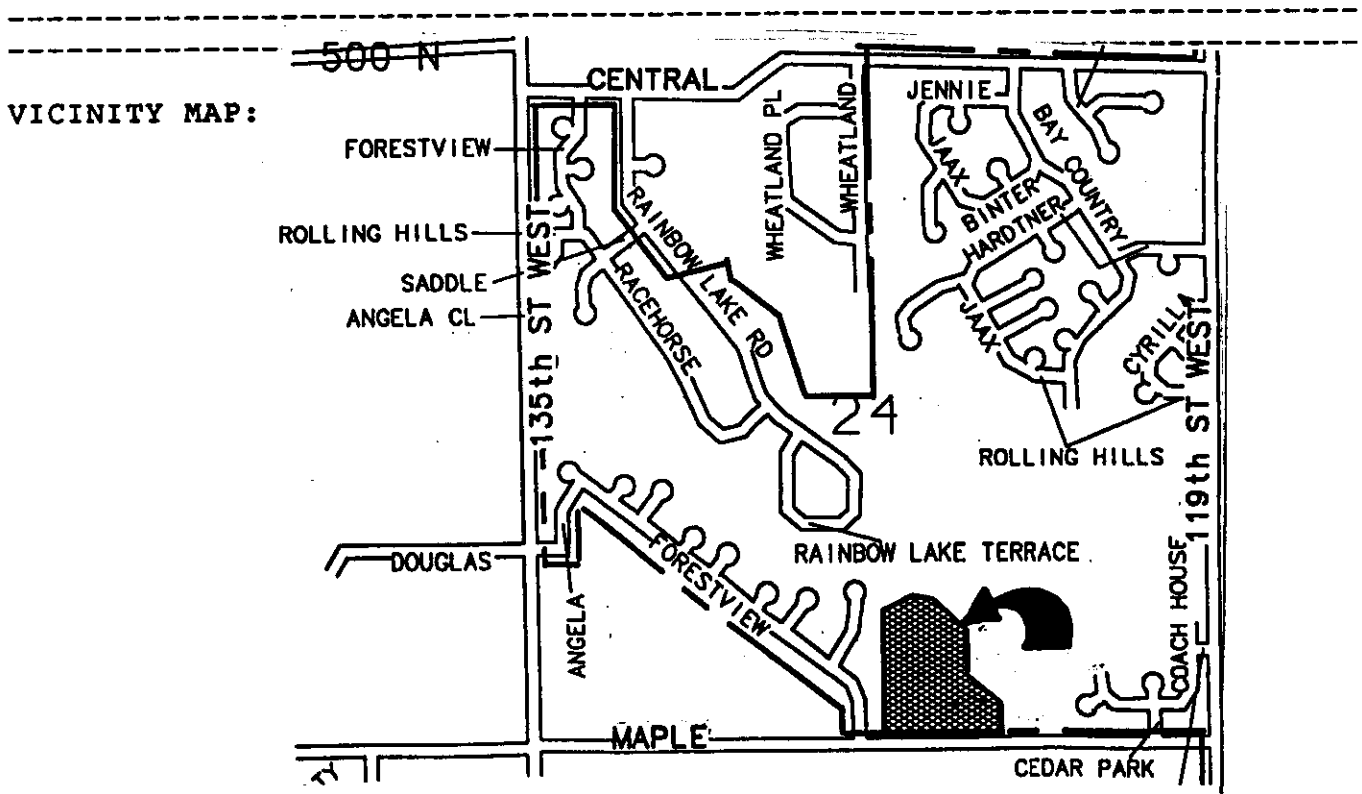 500 N
CENTRAL
VICINITY MAP:
JENNIE
FORESTVIEW
WHEATLAND PL
WHEATLAND
JAAX
BAY COUNTRY
BINTER
HARDTNER
RAINBOW LAKE RD
ROLLING HILLS
SADDLE
ANGELA CL
RACEHORSE
135th ST WEST
JAAX
CYRILLA
119th ST WEST
24
ROLLING HILLS
DOUGLAS
FORESTVIEW
RAINBOW LAKE TERRACE
ANGELA
COACH HOUSE
MAPLE
CEDAR PARK
TY